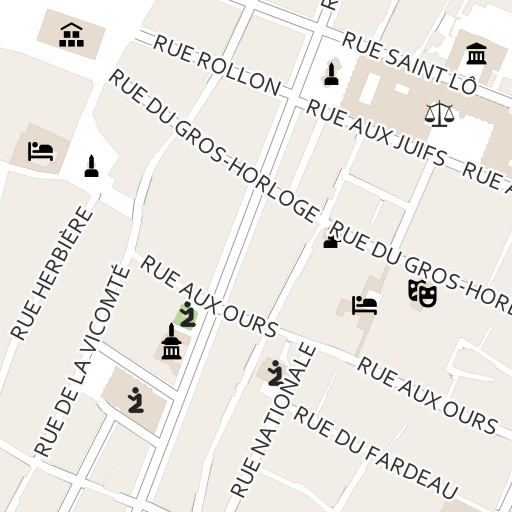 R
RUE SAINT LÔ
RUE ROLLON
RUE AUX JUIFS
RUE A
RUE DU GROS-HORLOGE
RUE DU GROS-HORL
RUE HERBIÈRE
RUE AUX OURS
RUE DE LA VICOMTÉ
RUE NATIONALE
RUE AUX OURS
RUE DU FARDEAU